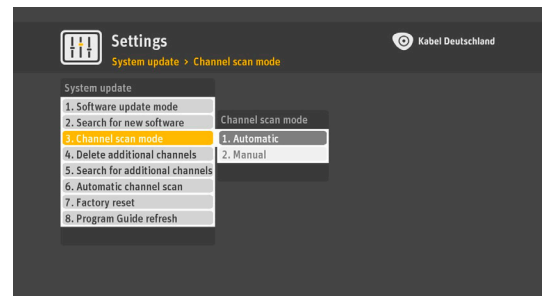 Settings
System update > Channel scan mode
Kabel Deutschland
System update
1. Software update mode
2. Search for new software
3. Channel scan mode
4. Delete additional channels
5. Search for additional channels
6. Automatic channel scan
7. Factory reset
8. Program Guide refresh
Channel scan mode
1. Automatic
2. Manual